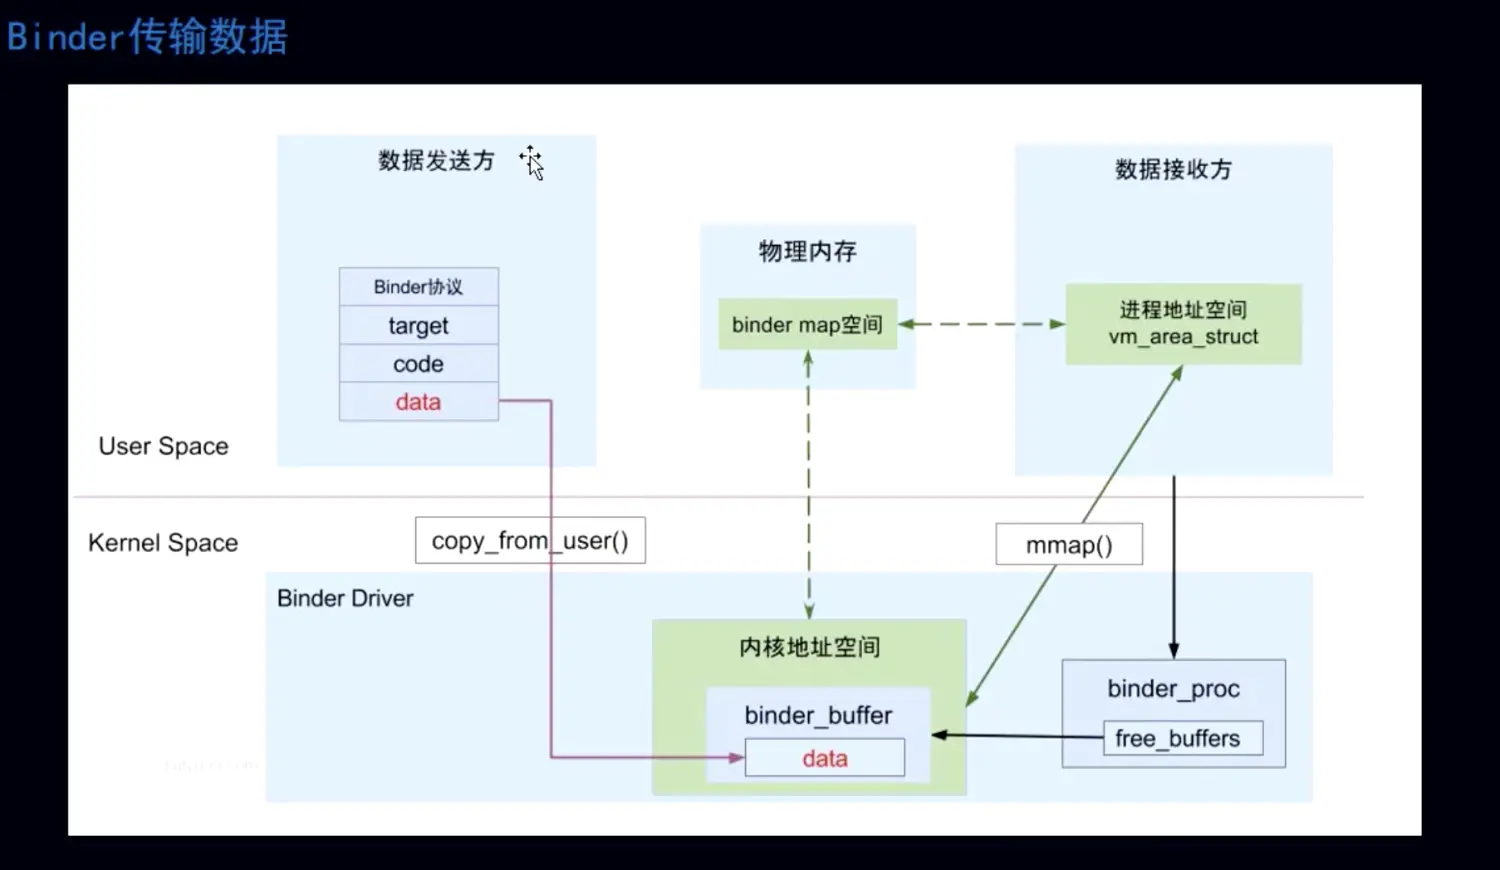 Binder传输数据
数据发送方
数据接收方
物理内存
Binder协议
target
code
data
binder map空间
进程地址空间
vm_area_struct
User Space
Kernel Space
copy_from_user()
mmap()
Binder Driver
内核地址空间
binder_buffer
data
binder_proc
free_buffers